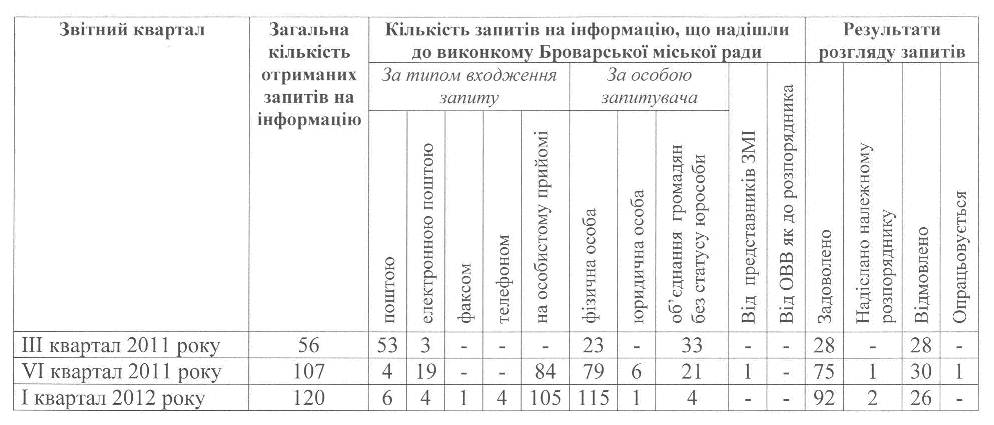 Звітний квартал
Загальна
кількість
отриманих
запитів на
інформацію
Кількість запитів на інформацію, що надішли
до виконкому Броварської міської ради
Результати
розгляду запитів
За типом входження
запиту
За особою
запитувача
поштою
електронною поштою
факсом
телефоном
на особистому прийомі
фізична особа
юридична особа
об’єднання громадян
без статусу юрособи
Від представників ЗМІ
Від ОВВ як до розпорядника
Задоволено
Надіслано належному
розпоряднику
Відмовлено
Опрацьовується
ІІІ квартал 2011 року 56 53 3 - - - 23 33 - - 28 - 28 -
VI квартал 2011 року 107 4 19 - - 84 79 6 21 1 - 75 1 30 1
І квартал 2012 року 120 6 4 1 4 105 115 1 4 - - 92 2 26 -